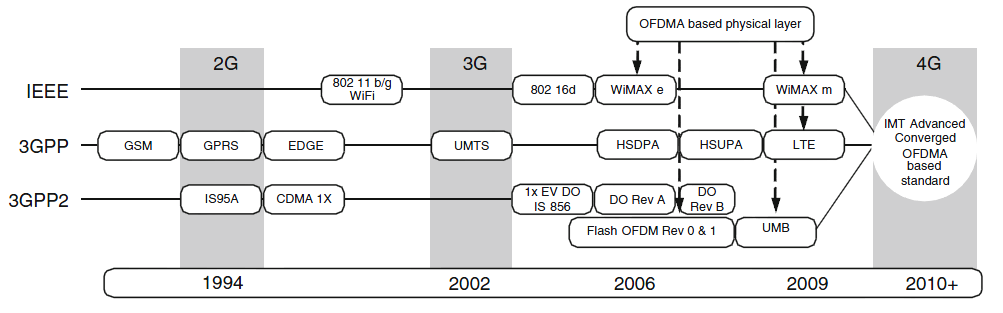 OFDMA based physical layer
2G
3G
4G
IEEE
802 11 b/g
WiFi
802 16d
WiMAX e
WiMAX m
3GPP
GSM
GPRS
EDGE
UMTS
HSDPA
HSUPA
LTE
IMT Advanced
Converged
OFDMA
based
standard
3GPP2
IS95A
CDMA 1X
1x EV DO
IS 856
DO Rev A
DO
Rev B
Flash OFDM Rev 0 & 1
UMB
1994
2002
2006
2009
2010+